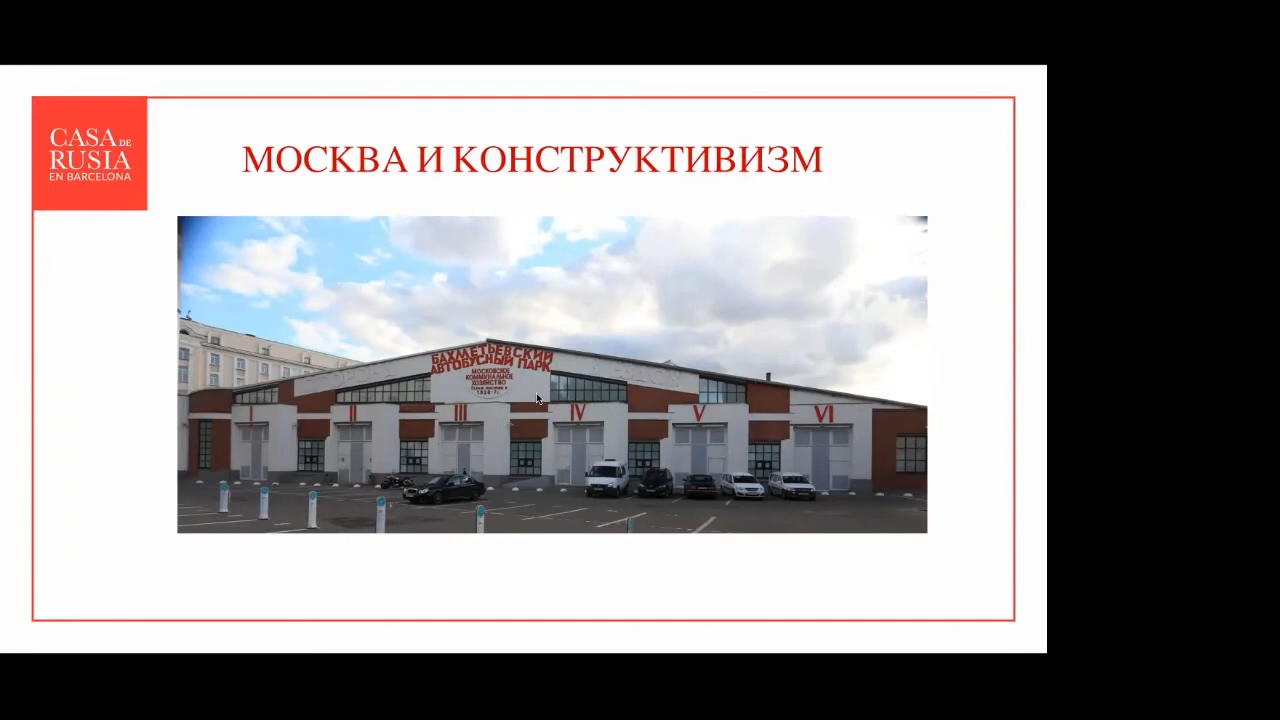 CASA DE
RUSIA
EN BARCELONA
МОСКВА И КОНСТРУКТИВИЗМ
БАХМЕТЬЕВСКИЙ
АВТОБУСНЫЙ ПАРК
МОСКОВСКОЕ
КОММУНАЛЬНОЕ
ХОЗЯЙСТВО
I II III IV V VI